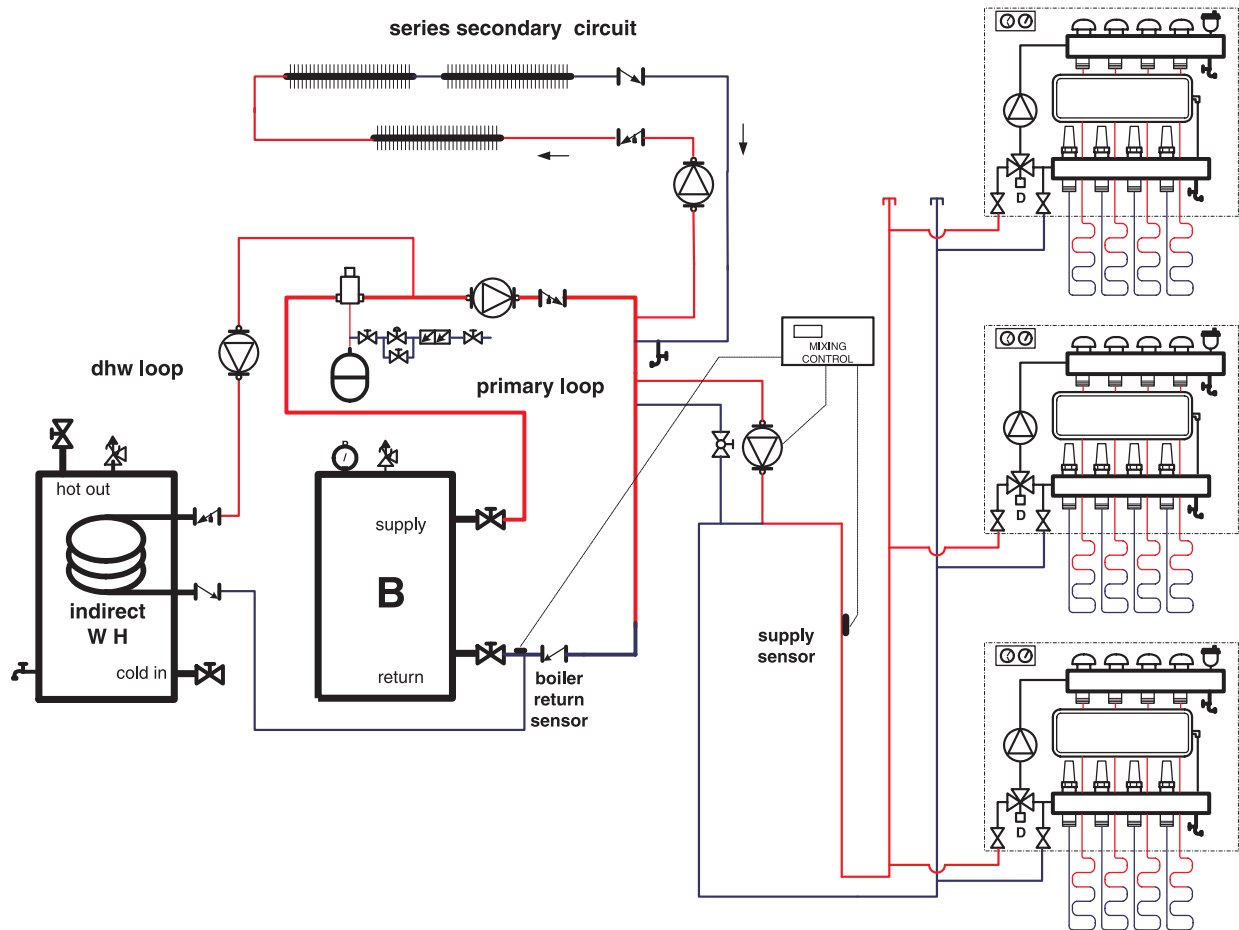 series secondary circuit
D
dhw loop
primary loop
MIXING
CONTROL
hot out
supply
B
indirect
W H
cold in
return
boiler
return
sensor
supply
sensor
D
D